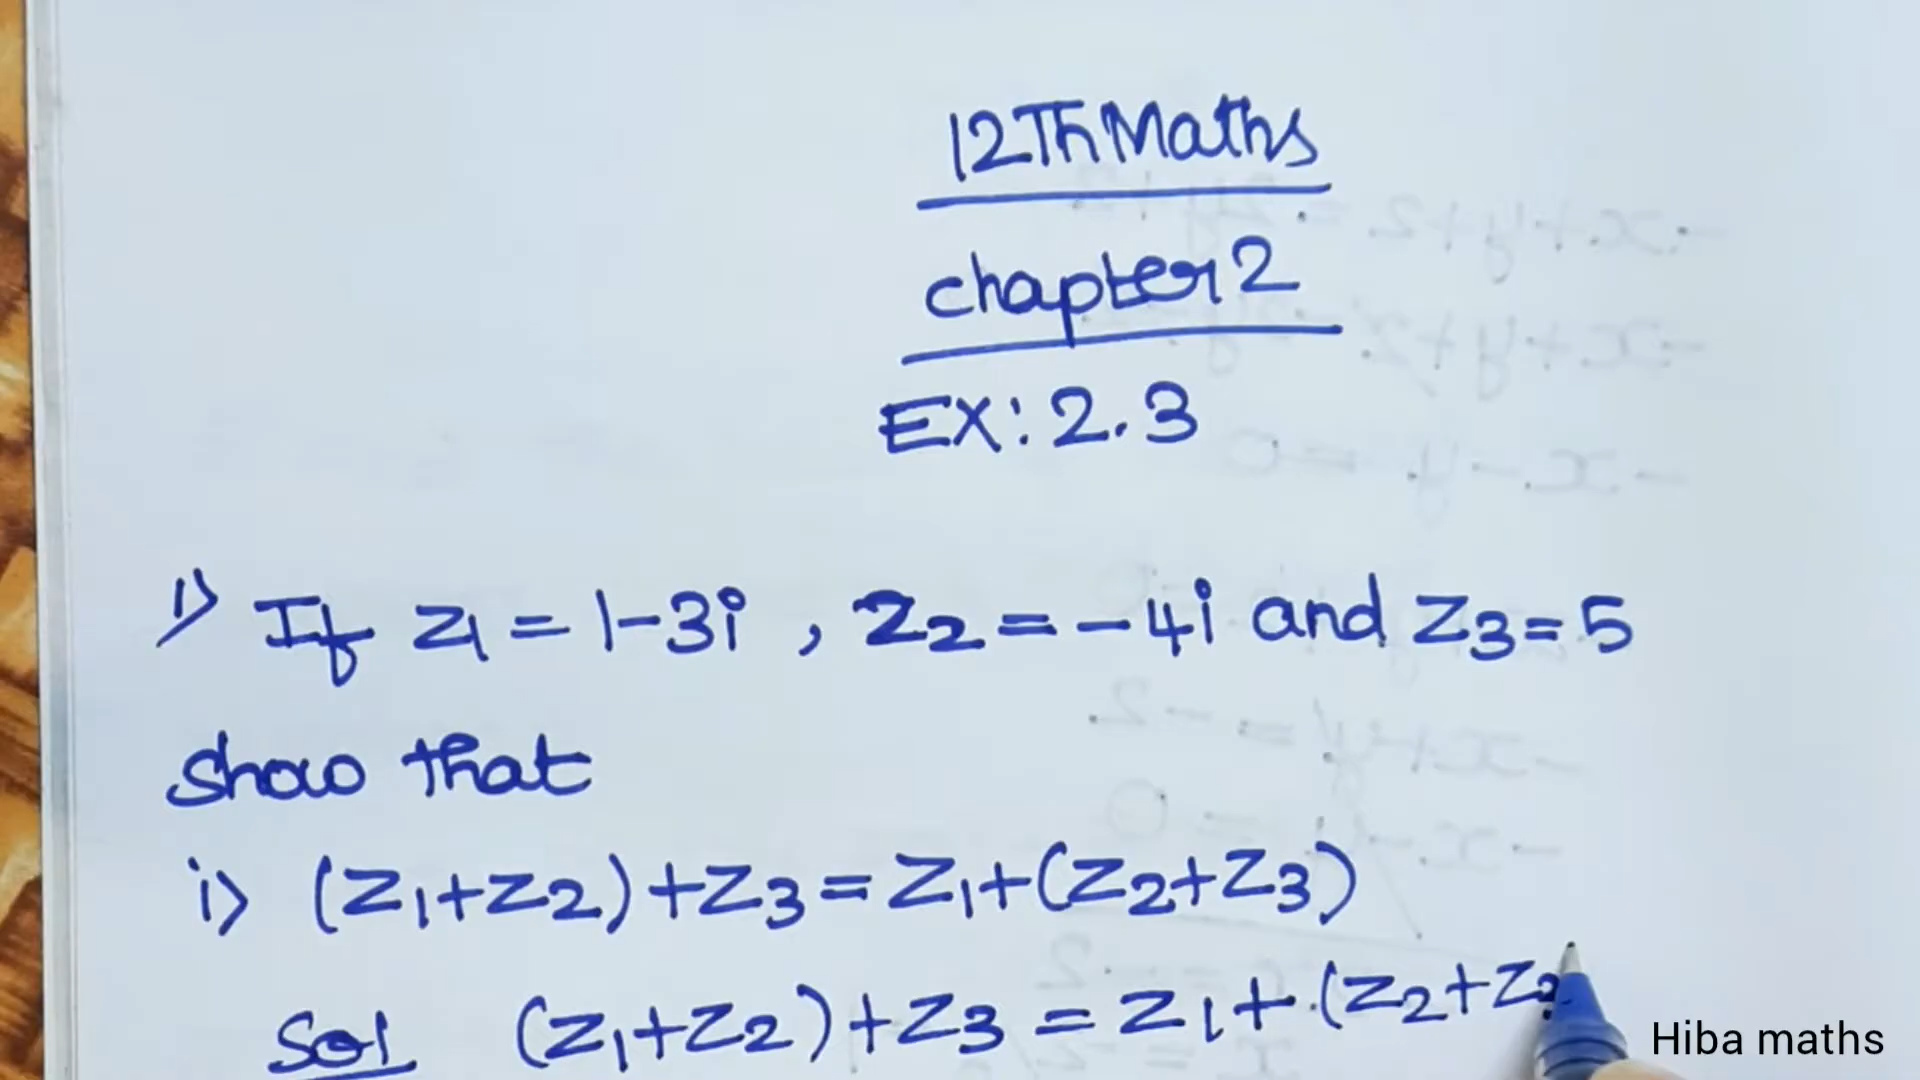 12Th Maths
chapter 2
EX: 2.3
1) If z1 = 1-3i, z2 = -4i and z3 = 5
show that
i) (z1+z2)+z3 = z1+(z2+z3)
Sol (z1+z2)+z3 = z1+(z2+z3
Hiba maths